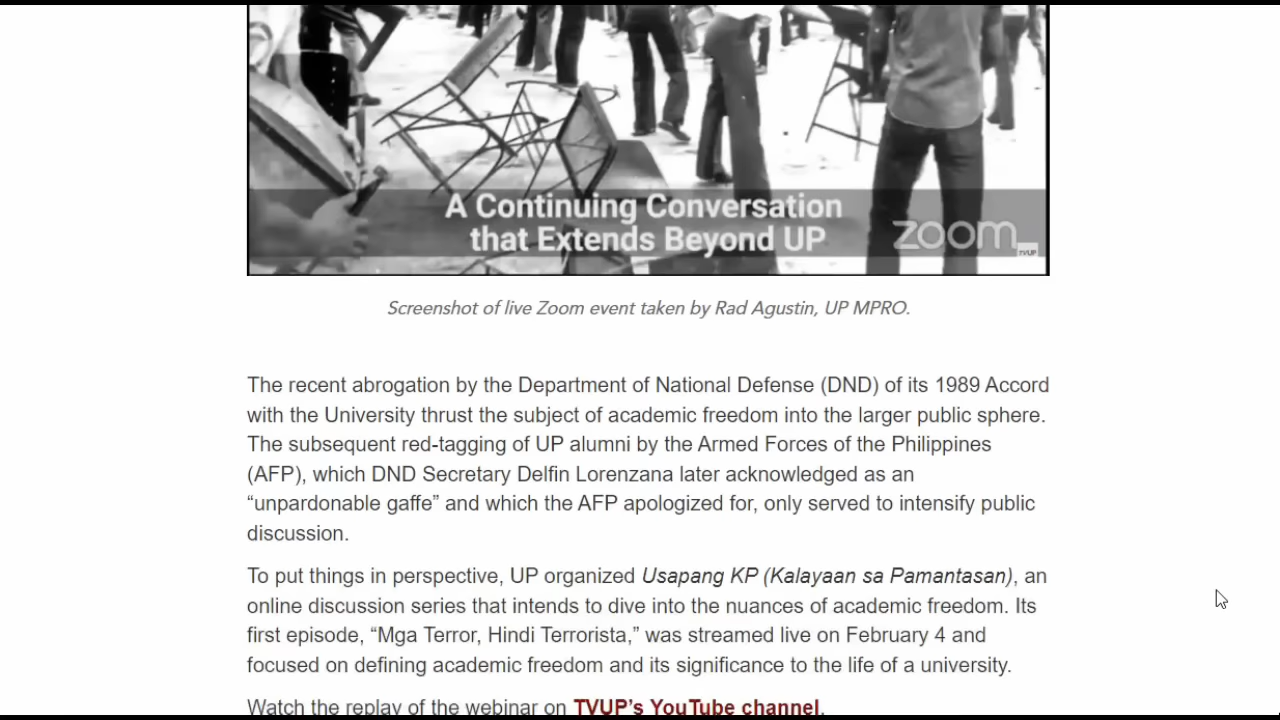 A Continuing Conversation
that Extends Beyond UP
zoom
TVUP
Screenshot of live Zoom event taken by Rad Agustin, UP MPRO.
The recent abrogation by the Department of National Defense (DND) of its 1989 Accord
with the University thrust the subject of academic freedom into the larger public sphere.
The subsequent red-tagging of UP alumni by the Armed Forces of the Philippines
(AFP), which DND Secretary Delfin Lorenzana later acknowledged as an
“unpardonable gaffe” and which the AFP apologized for, only served to intensify public
discussion.
To put things in perspective, UP organized Usapang KP (Kalayaan sa Pamantasan), an
online discussion series that intends to dive into the nuances of academic freedom. Its
first episode, “Mga Terror, Hindi Terrorista,” was streamed live on February 4 and
focused on defining academic freedom and its significance to the life of a university.
Watch the replay of the webinar on TVUP’s YouTube channel.